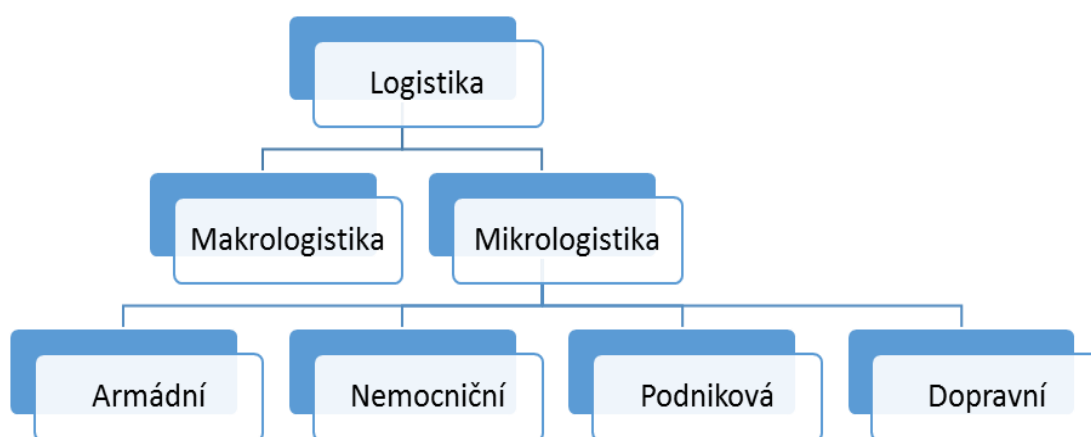 Logistika
Makrologistika
Mikrologistika
Armádní
Nemocniční
Podniková
Dopravní